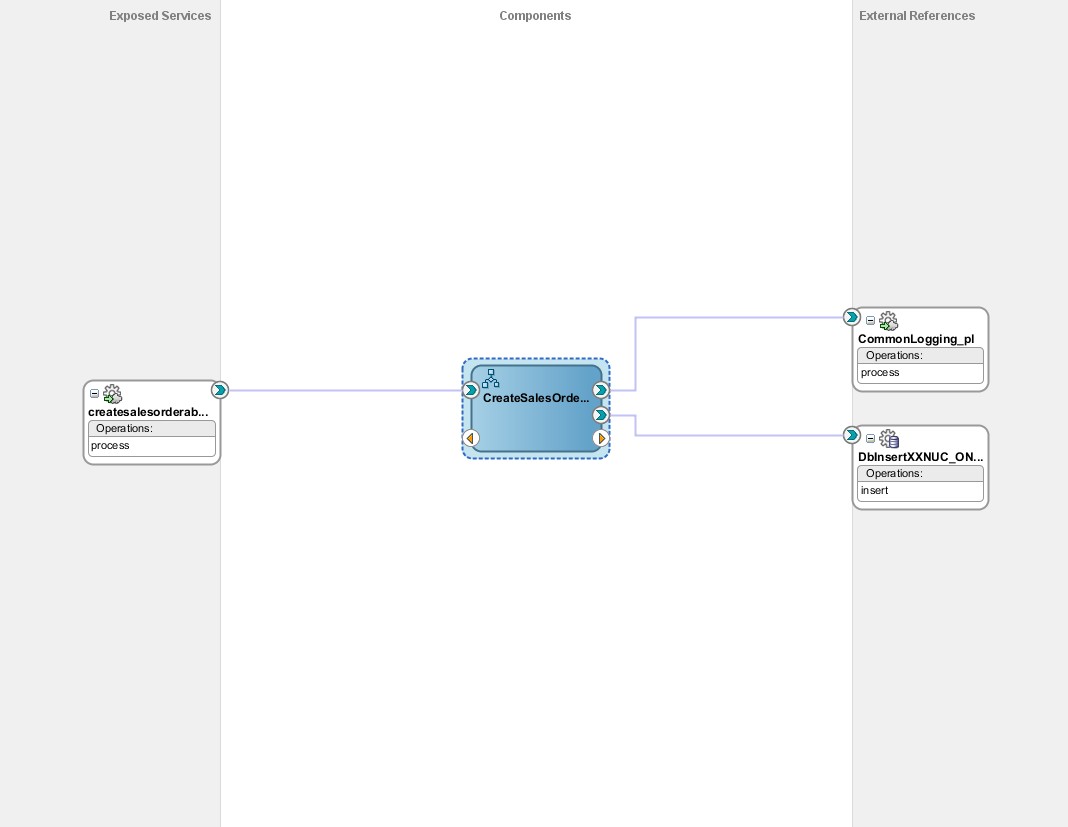 Exposed Services
Components
External References
createsalesorderab...
Operations:
process
CreateSalesOrde...
CommonLogging_pl
Operations:
process
DbInsertXXNUC_ON...
Operations:
insert